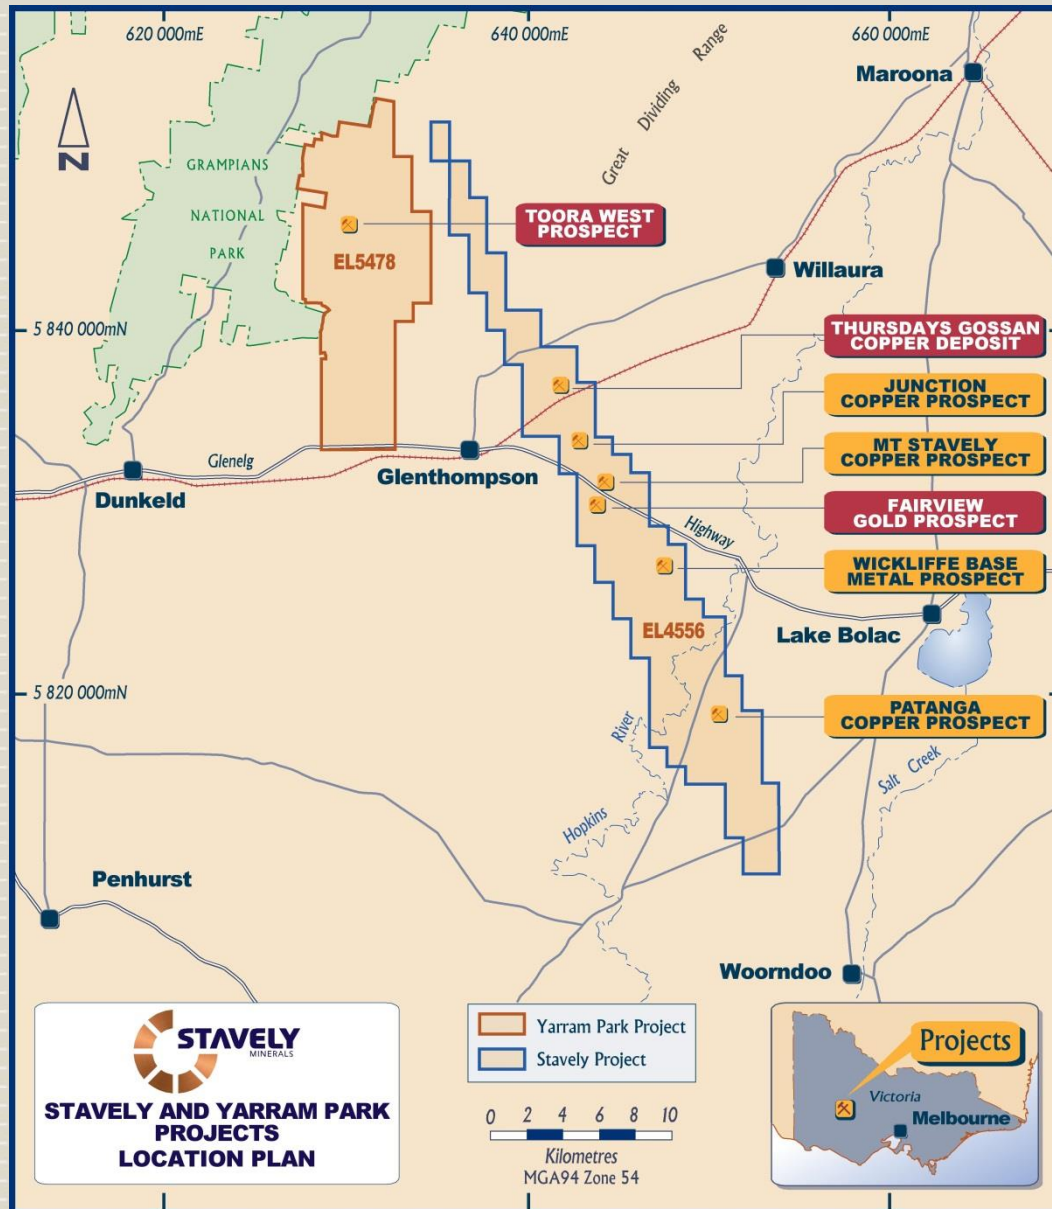 620 000mE
640 000mE
660 000mE
Great Dividing Range
Maroona
N
GRAMPIANS
NATIONAL
PARK
TOORA WEST
PROSPECT
EL5478
Willaura
5 840 000mN
THURSDAYS GOSSAN
COPPER DEPOSIT
JUNCTION
COPPER PROSPECT
MT STAVELY
COPPER PROSPECT
Glenelg
Glenthompson
Dunkeld
FAIRVIEW
GOLD PROSPECT
Highway
WICKLIFFE BASE
METAL PROSPECT
EL4556
Lake Bolac
5 820 000mN
PATANGA
COPPER PROSPECT
River
Hopkins
Salt Creek
Penhurst
Woorndoo
STAVELY
MINERALS
STAVELY AND YARRAM PARK
PROJECTS
LOCATION PLAN
Yarram Park Project
Stavely Project
0 2 4 6 8 10
Kilometres
MGA94 Zone 54
Projects
Victoria
Melbourne